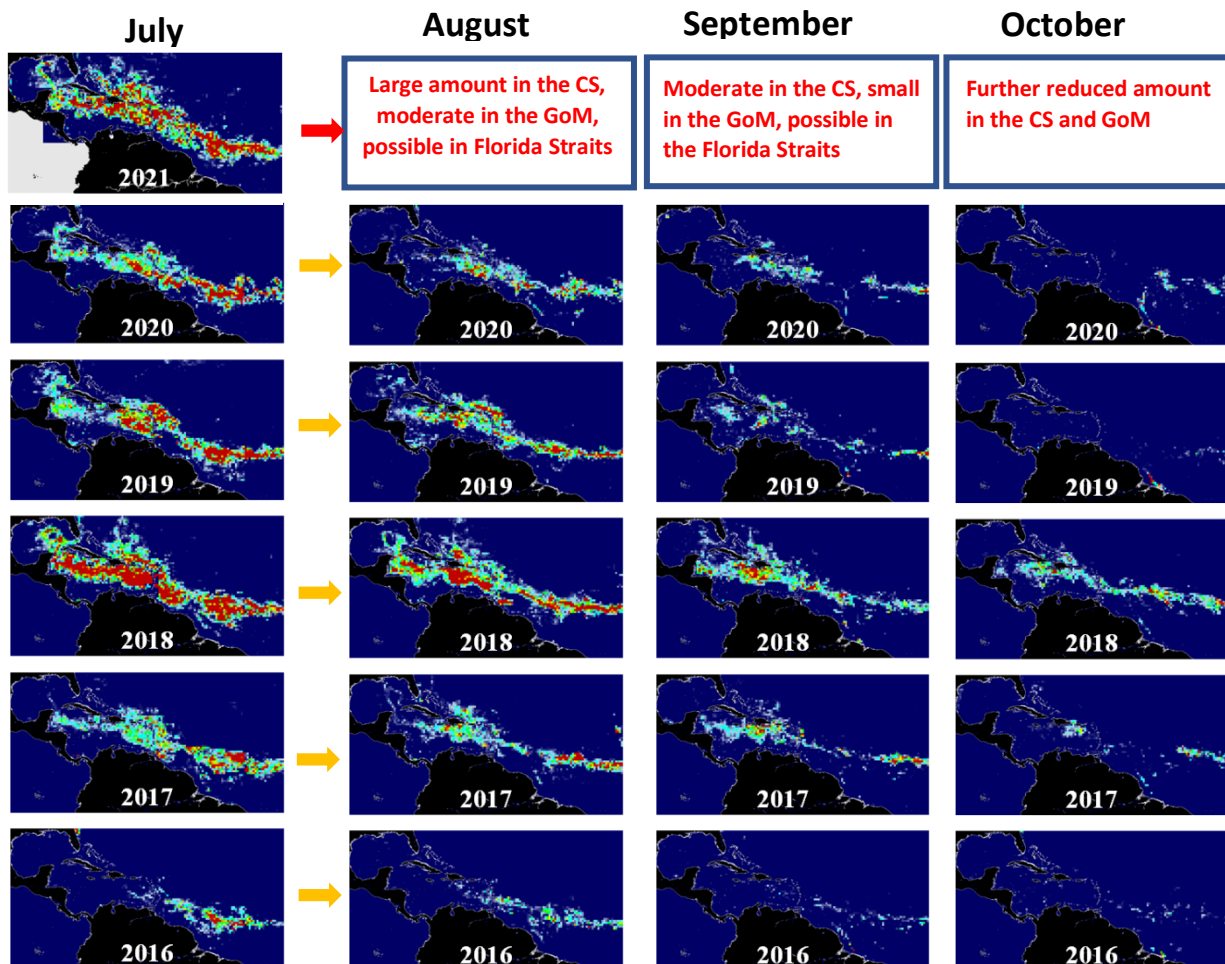 July
August
September
October
2021
Large amount in the CS,
moderate in the GoM,
possible in Florida Straits
Moderate in the CS, small
in the GoM, possible in
the Florida Straits
Further reduced amount
in the CS and GoM
2020
2020
2020
2020
2019
2019
2019
2019
2018
2018
2018
2018
2017
2017
2017
2017
2016
2016
2016
2016